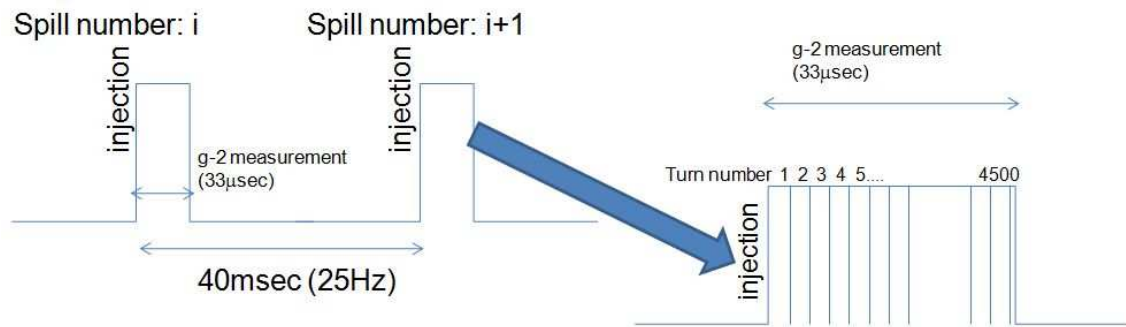 Spill number: i
Spill number: i+1
injection
injection
g-2 measurement
(33μsec)
40msec (25Hz)
g-2 measurement
(33μsec)
Turn number 1 2 3 4 5.... 4500
injection